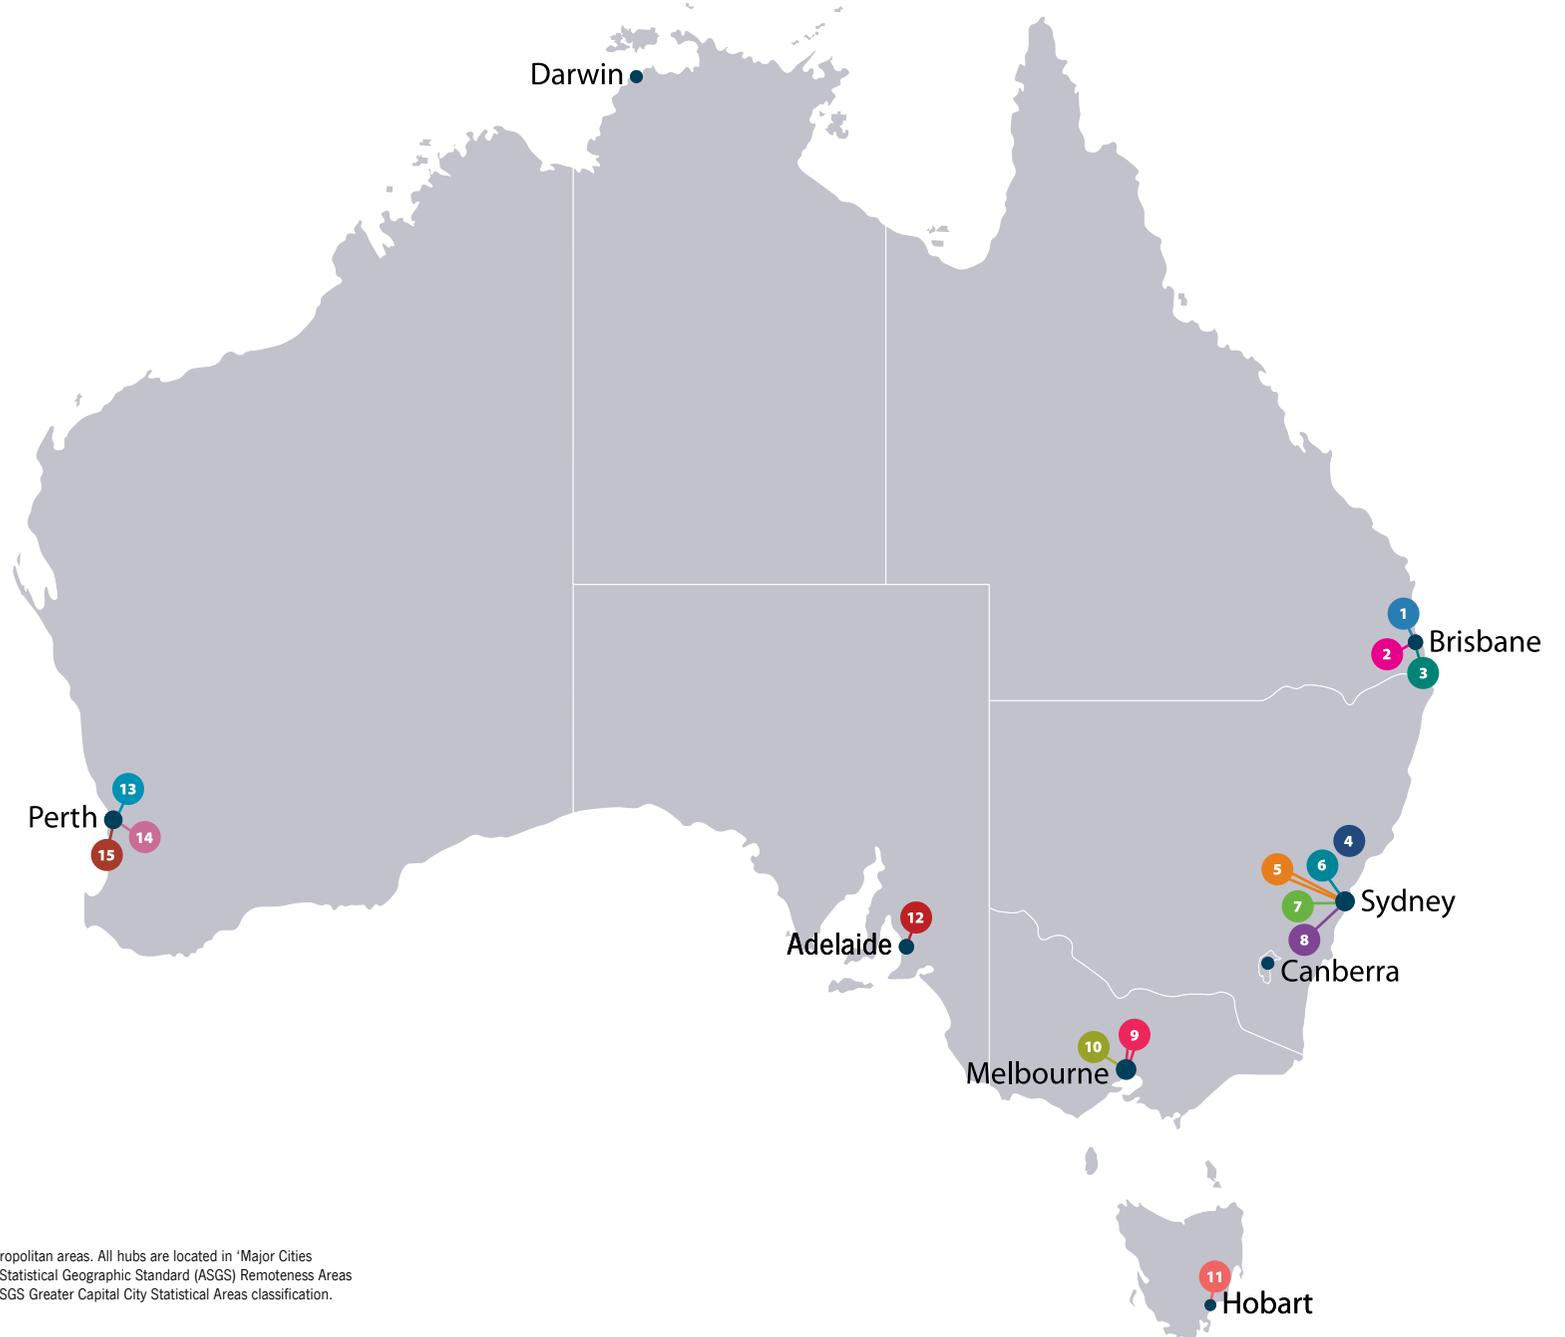 Darwin
1
Brisbane
2
3
13
Perth
14
15
4
6
5
Sydney
7
12
8
Adelaide
Canberra
9
10
Melbourne
ropolitan areas. All hubs are located in ‘Major Cities
Statistical Geographic Standard (ASGS) Remoteness Areas
SGS Greater Capital City Statistical Areas classification.
11
Hobart